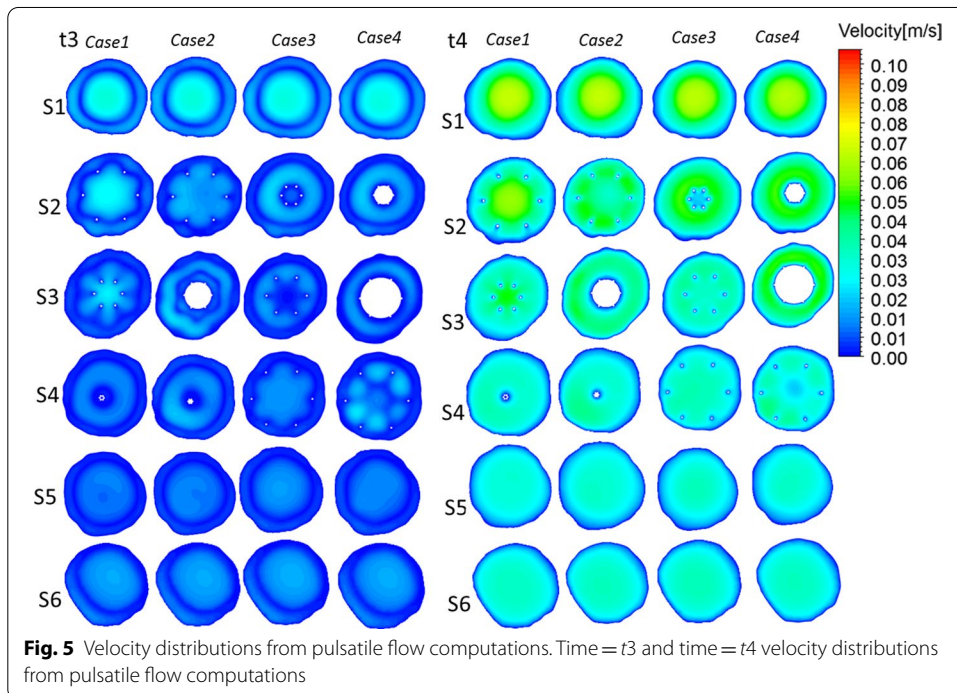 t3 Case1 Case2 Case3 Case4 t4 Case1 Case2 Case3 Case4 Velocity[m/s]
S1 S1
S2 S2
S3 S3
S4 S4
S5 S5
S6 S6
0.10
0.09
0.08
0.08
0.07
0.06
0.06
0.05
0.04
0.03
0.03
0.02
0.01
0.01
0.00
Fig. 5 Velocity distributions from pulsatile flow computations. Time = t3 and time = t4 velocity distributions
from pulsatile flow computations